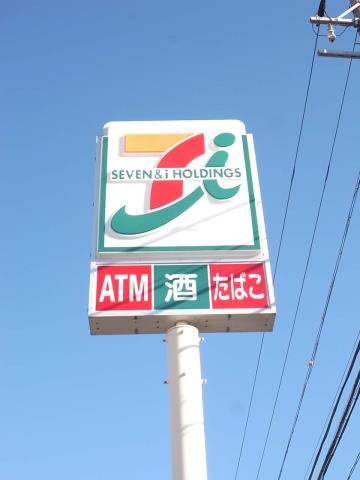 SEVEN & i HOLDINGS
ATM 酒 たばこ